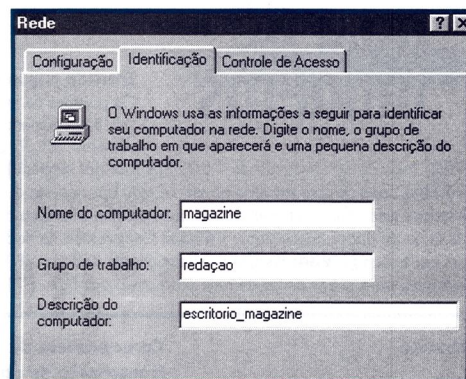 Rede
Configuração Identificação Controle de Acesso
O Windows usa as informações a seguir para identificar
seu computador na rede. Digite o nome, o grupo de
trabalho em que aparecerá e uma pequena descrição do
computador.
Nome do computador: magazine
Grupo de trabalho: redaçao
Descrição do
computador: escritorio_magazine